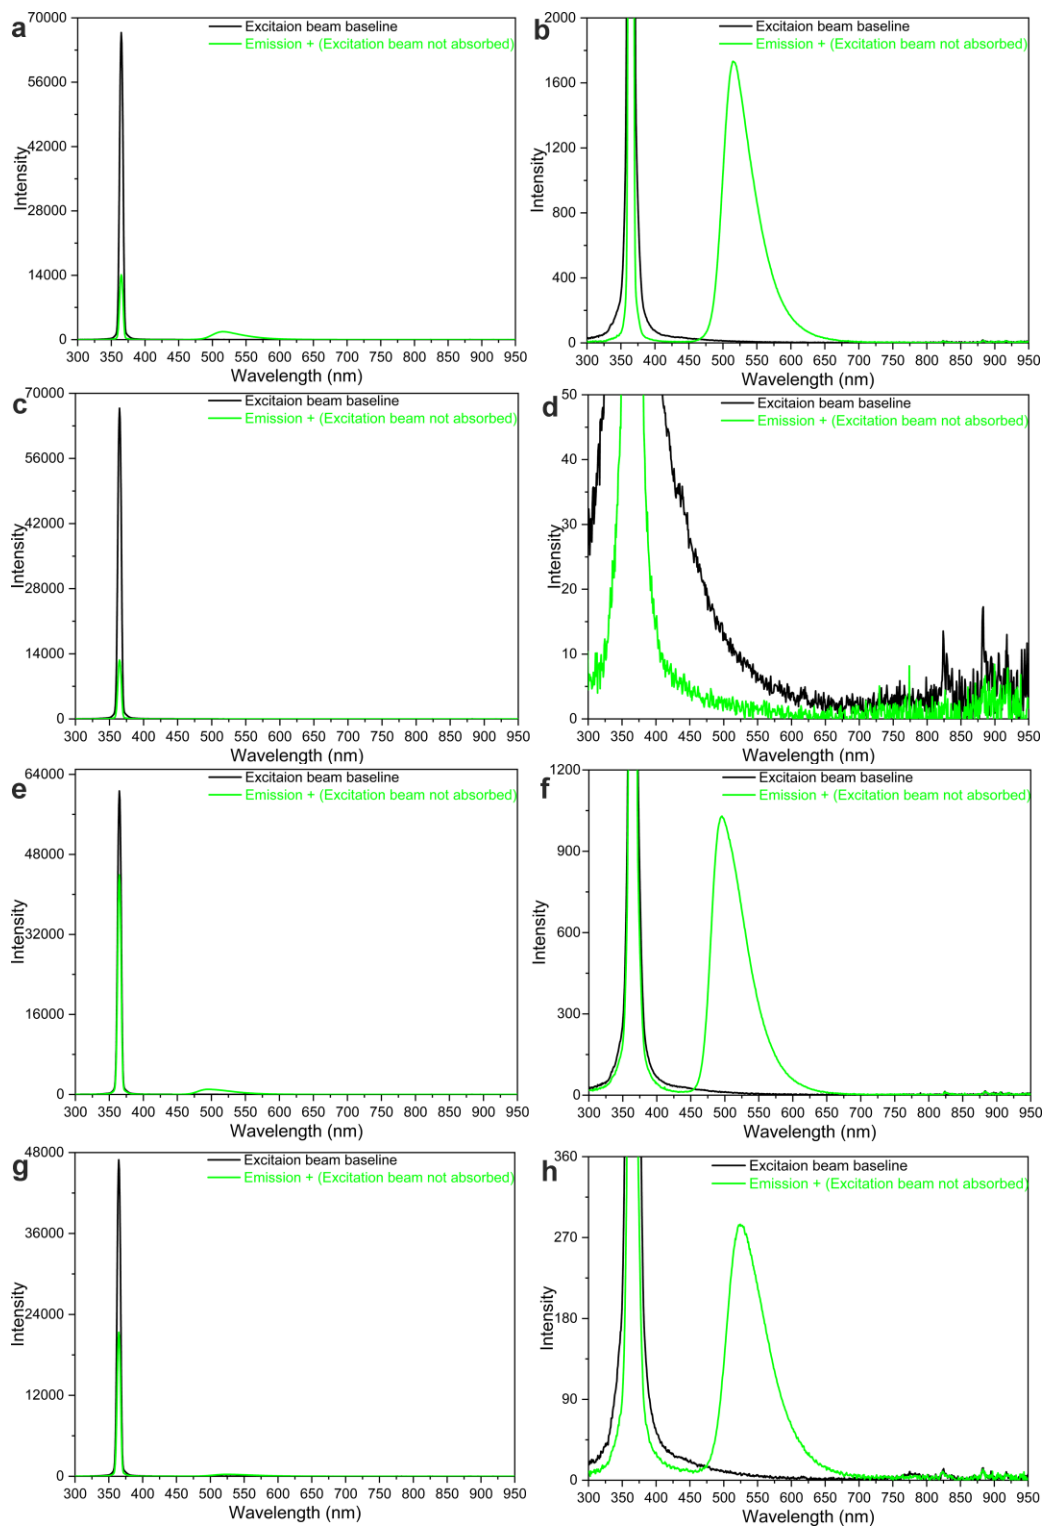 a
70000
56000
42000
28000
14000
0
Intensity
Excitaion beam baseline
Emission + (Excitation beam not absorbed)
300 350 400 450 500 550 600 650 700 750 800 850 900 950
Wavelength (nm)
b
2000
1600
1200
800
400
0
Intensity
Excitaion beam baseline
Emission + (Excitation beam not absorbed)
300 350 400 450 500 550 600 650 700 750 800 850 900 950
Wavelength (nm)
c
70000
56000
42000
28000
14000
0
Intensity
Excitaion beam baseline
Emission + (Excitation beam not absorbed)
300 350 400 450 500 550 600 650 700 750 800 850 900 950
Wavelength (nm)
d
50
40
30
20
10
0
Intensity
Excitaion beam baseline
Emission + (Excitation beam not absorbed)
300 350 400 450 500 550 600 650 700 750 800 850 900 950
Wavelength (nm)
e
64000
48000
32000
16000
0
Intensity
Excitaion beam baseline
Emission + (Excitation beam not absorbed)
300 350 400 450 500 550 600 650 700 750 800 850 900 950
Wavelength (nm)
f
1200
900
600
300
0
Intensity
Excitaion beam baseline
Emission + (Excitation beam not absorbed)
300 350 400 450 500 550 600 650 700 750 800 850 900 950
Wavelength (nm)
g
48000
36000
24000
12000
0
Intensity
Excitaion beam baseline
Emission + (Excitation beam not absorbed)
300 350 400 450 500 550 600 650 700 750 800 850 900 950
Wavelength (nm)
h
360
270
180
90
0
Intensity
Excitaion beam baseline
Emission + (Excitation beam not absorbed)
300 350 400 450 500 550 600 650 700 750 800 850 900 950
Wavelength (nm)